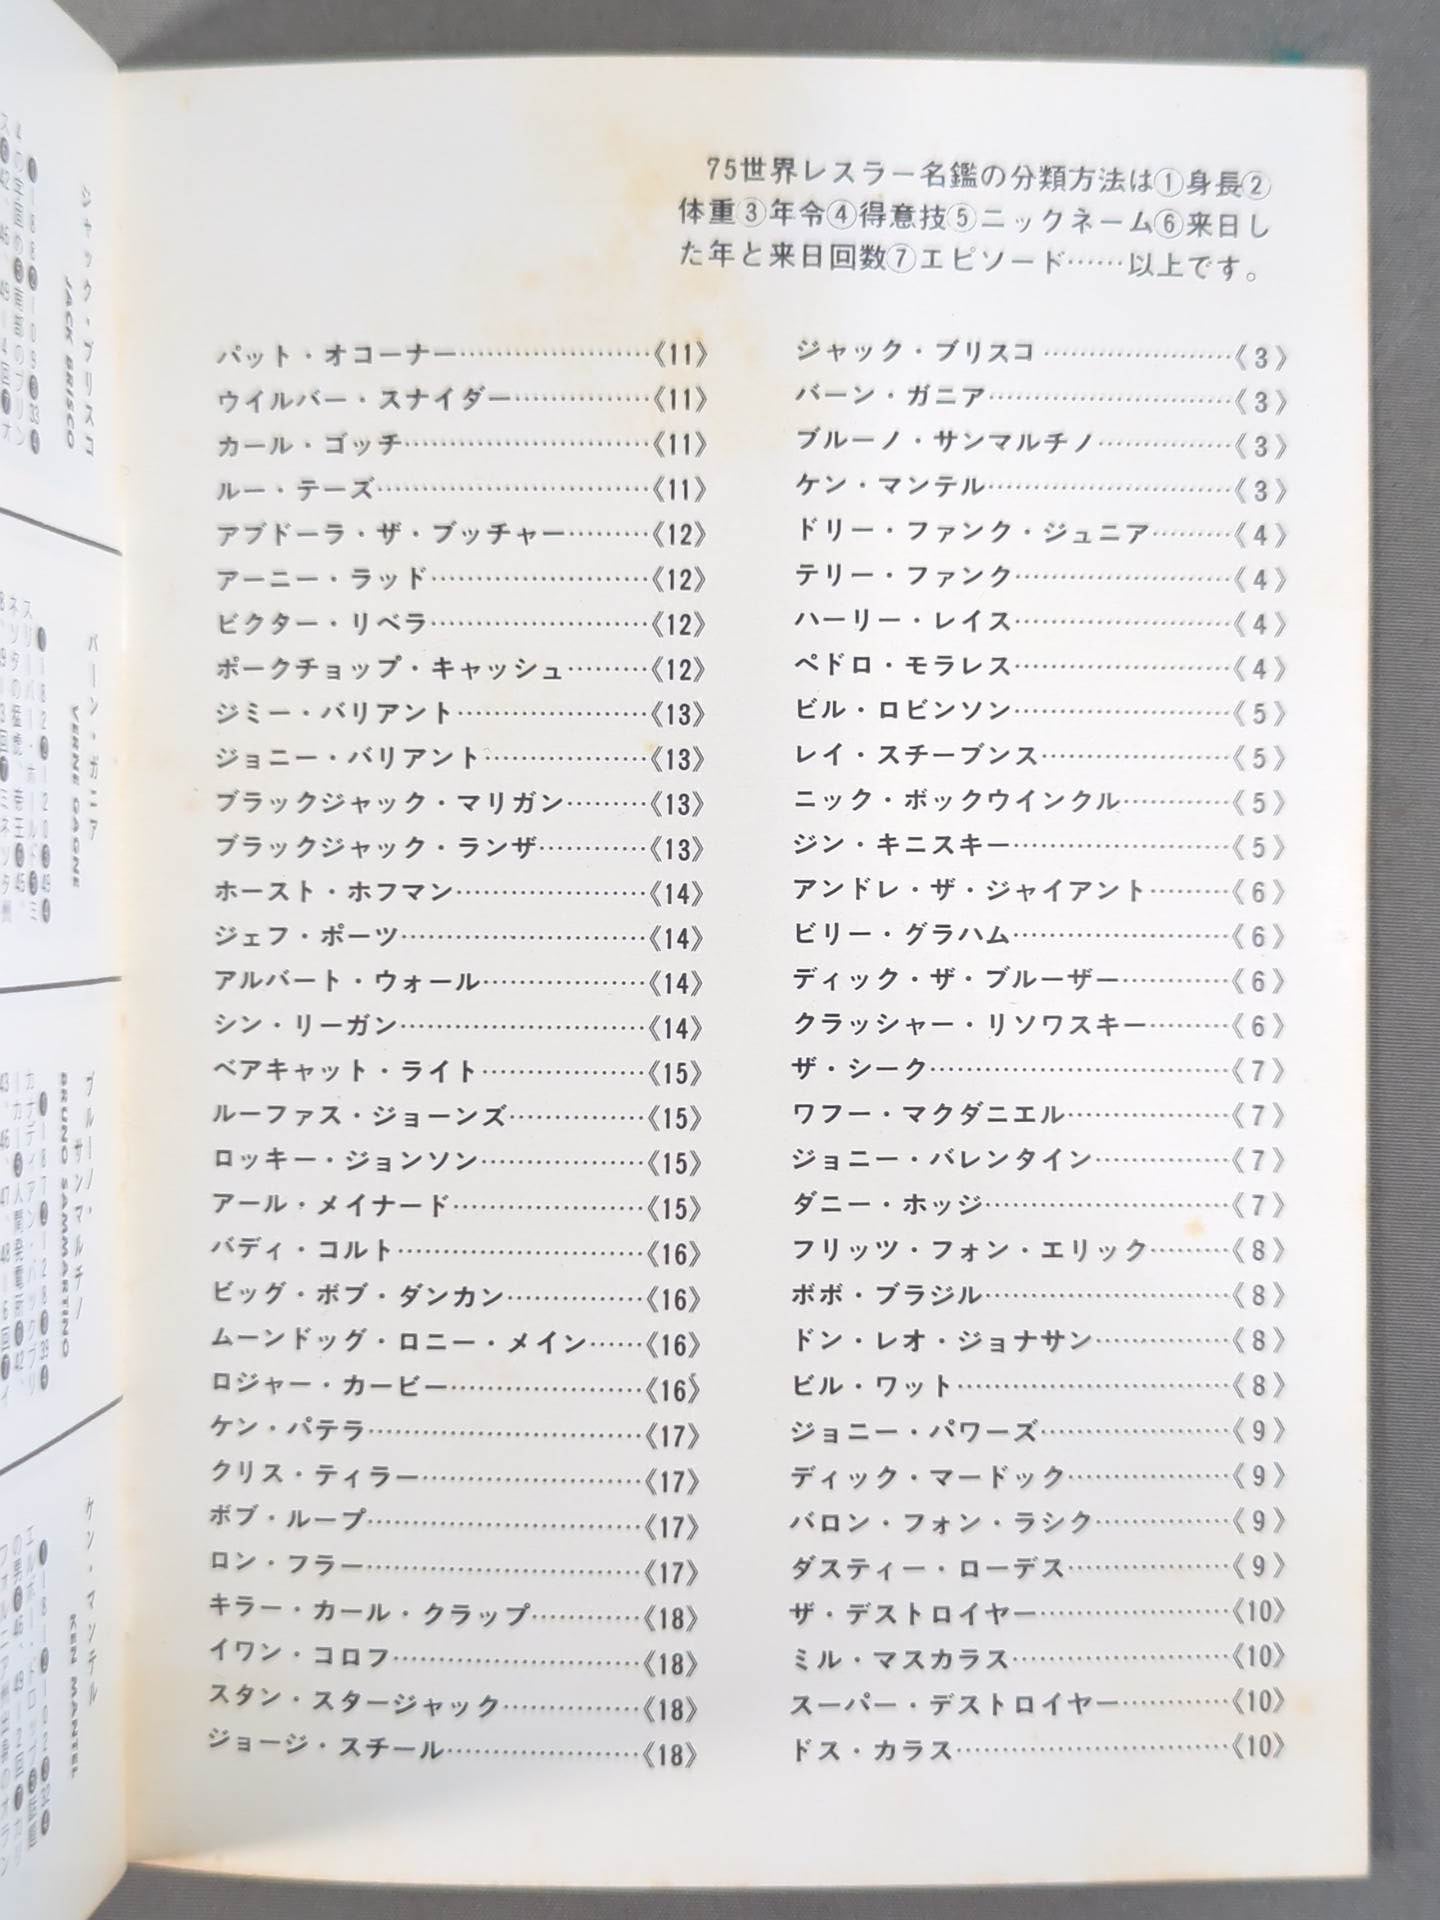 75世界レスラー名鑑の分類方法は①身長②
体重③年令④得意技⑤ニックネーム⑥来日し
た年と来日回数⑦エピソード……以上です。
ジャック・ブリスコ…………………《3》
バーン・ガニア…………………《3》
ブルーノ・サンマルチノ…………《3》
ケン・マンテル…………………《3》
ドリー・ファンク・ジュニア………《4》
テリー・ファンク…………………《4》
ハーリー・レイス…………………《4》
ペドロ・モラレス…………………《4》
ビル・ロビンソン…………………《5》
レイ・スチーブンス………………《5》
ニック・ボックウインクル…………《5》
ジン・キニスキー…………………《5》
アンドレ・ザ・ジャイアント………《6》
ビリー・グラハム…………………《6》
ディック・ザ・ブルーザー…………《6》
クラッシャー・リソワスキー………《6》
ザ・シーク…………………《7》
ワフー・マクダニエル………………《7》
ジョニー・バレンタイン……………《7》
ダニー・ホッジ…………………《7》
フリッツ・フォン・エリック………《8》
ボボ・ブラジル…………………《8》
ドン・レオ・ジョナサン……………《8》
ビル・ワット…………………《8》
ジョニー・パワーズ………………《9》
ディック・マードック………………《9》
バロン・フォン・ラシク……………《9》
ダスティー・ローデス………………《9》
ザ・デストロイヤー………………《10》
ミル・マスカラス…………………《10》
スーパー・デストロイヤー…………《10》
ドス・カラス…………………《10》
パット・オコーナー…………………《11》
ウイルバー・スナイダー……………《11》
カール・ゴッチ…………………《11》
ルー・テーズ…………………《11》
アブドーラ・ザ・ブッチャー………《12》
アーニー・ラッド…………………《12》
ビクター・リベラ…………………《12》
ポークチョップ・キャッシュ………《12》
ジミー・バリアント………………《13》
ジョニー・バリアント………………《13》
ブラックジャック・マリガン………《13》
ブラックジャック・ランザ…………《13》
ホースト・ホフマン………………《14》
ジェフ・ポーツ…………………《14》
アルバート・ウォール………………《14》
シン・リーガン…………………《14》
ベアキャット・ライト………………《15》
ルーファス・ジョーンズ……………《15》
ロッキー・ジョンソン………………《15》
アール・メイナード………………《15》
バディ・コルト…………………《16》
ビッグ・ボブ・ダンカン……………《16》
ムーンドッグ・ロニー・メイン……《16》
ロジャー・カービー………………《16》
ケン・パテラ…………………《17》
クリス・ティラー…………………《17》
ボブ・ループ…………………《17》
ロン・フラー…………………《17》
キラー・カール・クラップ…………《18》
イワン・コロフ…………………《18》
スタン・スタージャック……………《18》
ジョージ・スチール………………《18》
ジャック・ブリスコ
JACK BRISCO
バーン・ガニア
VERNE GAGNE
ブルーノ・
サンマルチノ
BRUNO SAMMARTINO
ケン・マンテル
KEN MANTEL